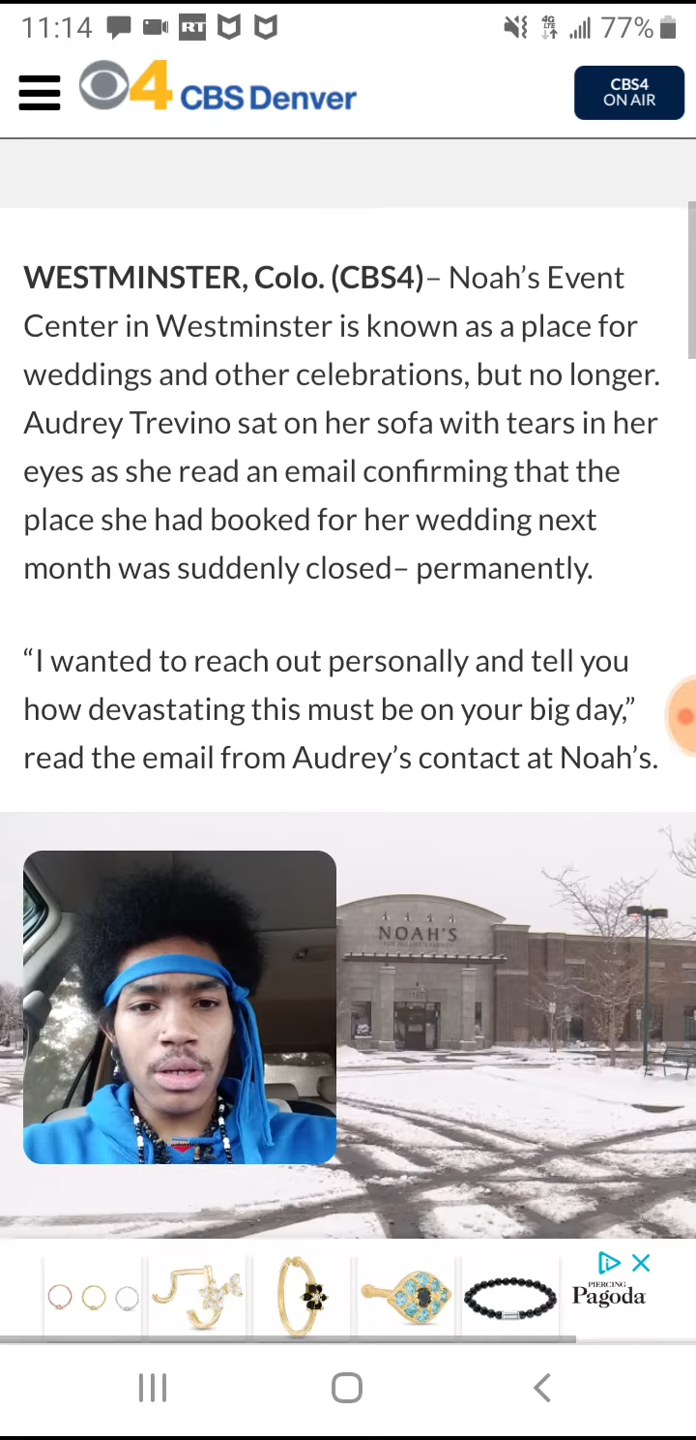 11:14
RT
4G
LTE
77%
4 CBS Denver
CBS4
ON AIR
WESTMINSTER, Colo. (CBS4)– Noah’s Event
Center in Westminster is known as a place for
weddings and other celebrations, but no longer.
Audrey Trevino sat on her sofa with tears in her
eyes as she read an email confirming that the
place she had booked for her wedding next
month was suddenly closed– permanently.
“I wanted to reach out personally and tell you
how devastating this must be on your big day,”
read the email from Audrey’s contact at Noah’s.
NOAH'S
PIERCING
Pagoda